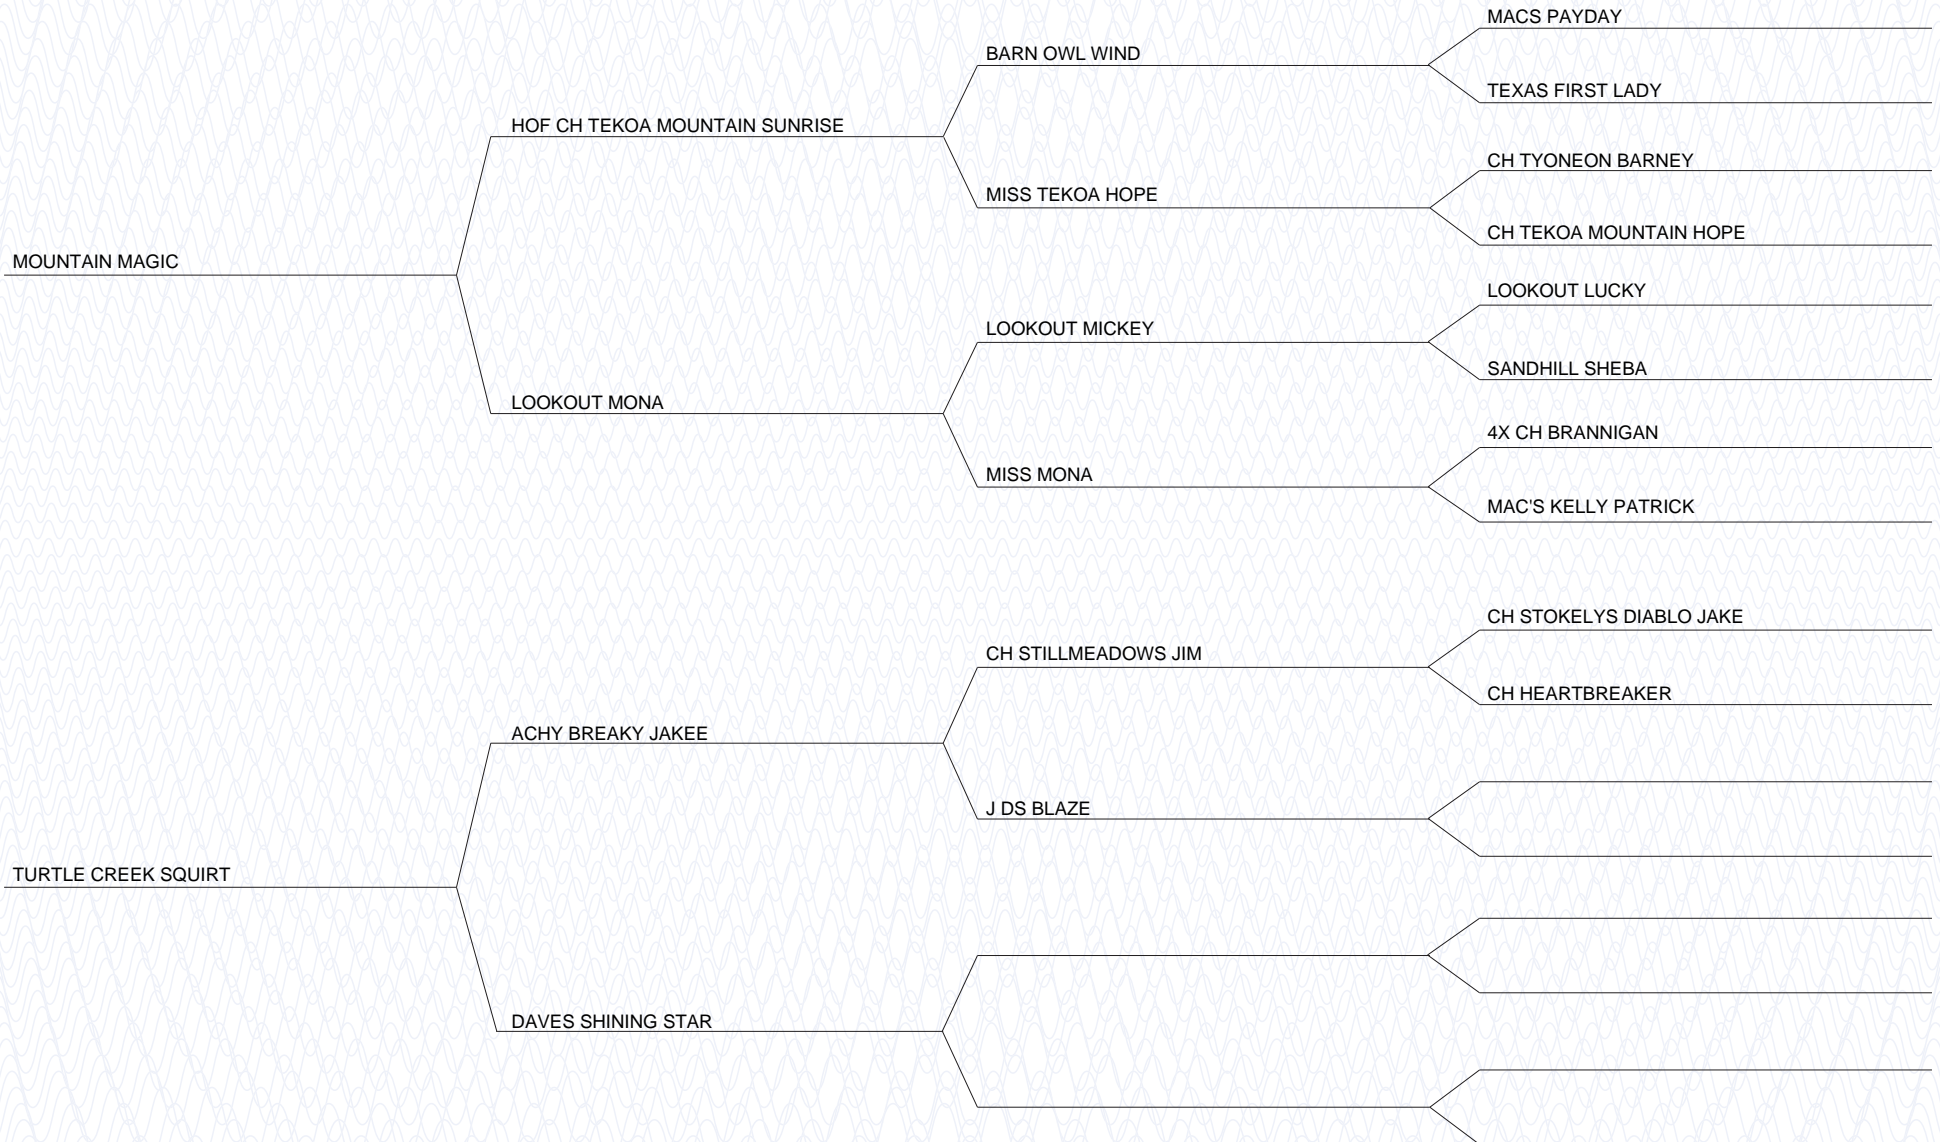 MACS PAYDAY
BARN OWL WIND
TEXAS FIRST LADY
HOF CH TEKOA MOUNTAIN SUNRISE
CH TYONEON BARNEY
MISS TEKOA HOPE
CH TEKOA MOUNTAIN HOPE
MOUNTAIN MAGIC
LOOKOUT LUCKY
LOOKOUT MICKEY
SANDHILL SHEBA
LOOKOUT MONA
4X CH BRANNIGAN
MISS MONA
MAC'S KELLY PATRICK
CH STOKELYS DIABLO JAKE
CH STILLMEADOWS JIM
CH HEARTBREAKER
ACHY BREAKY JAKEE
J DS BLAZE
TURTLE CREEK SQUIRT
DAVES SHINING STAR